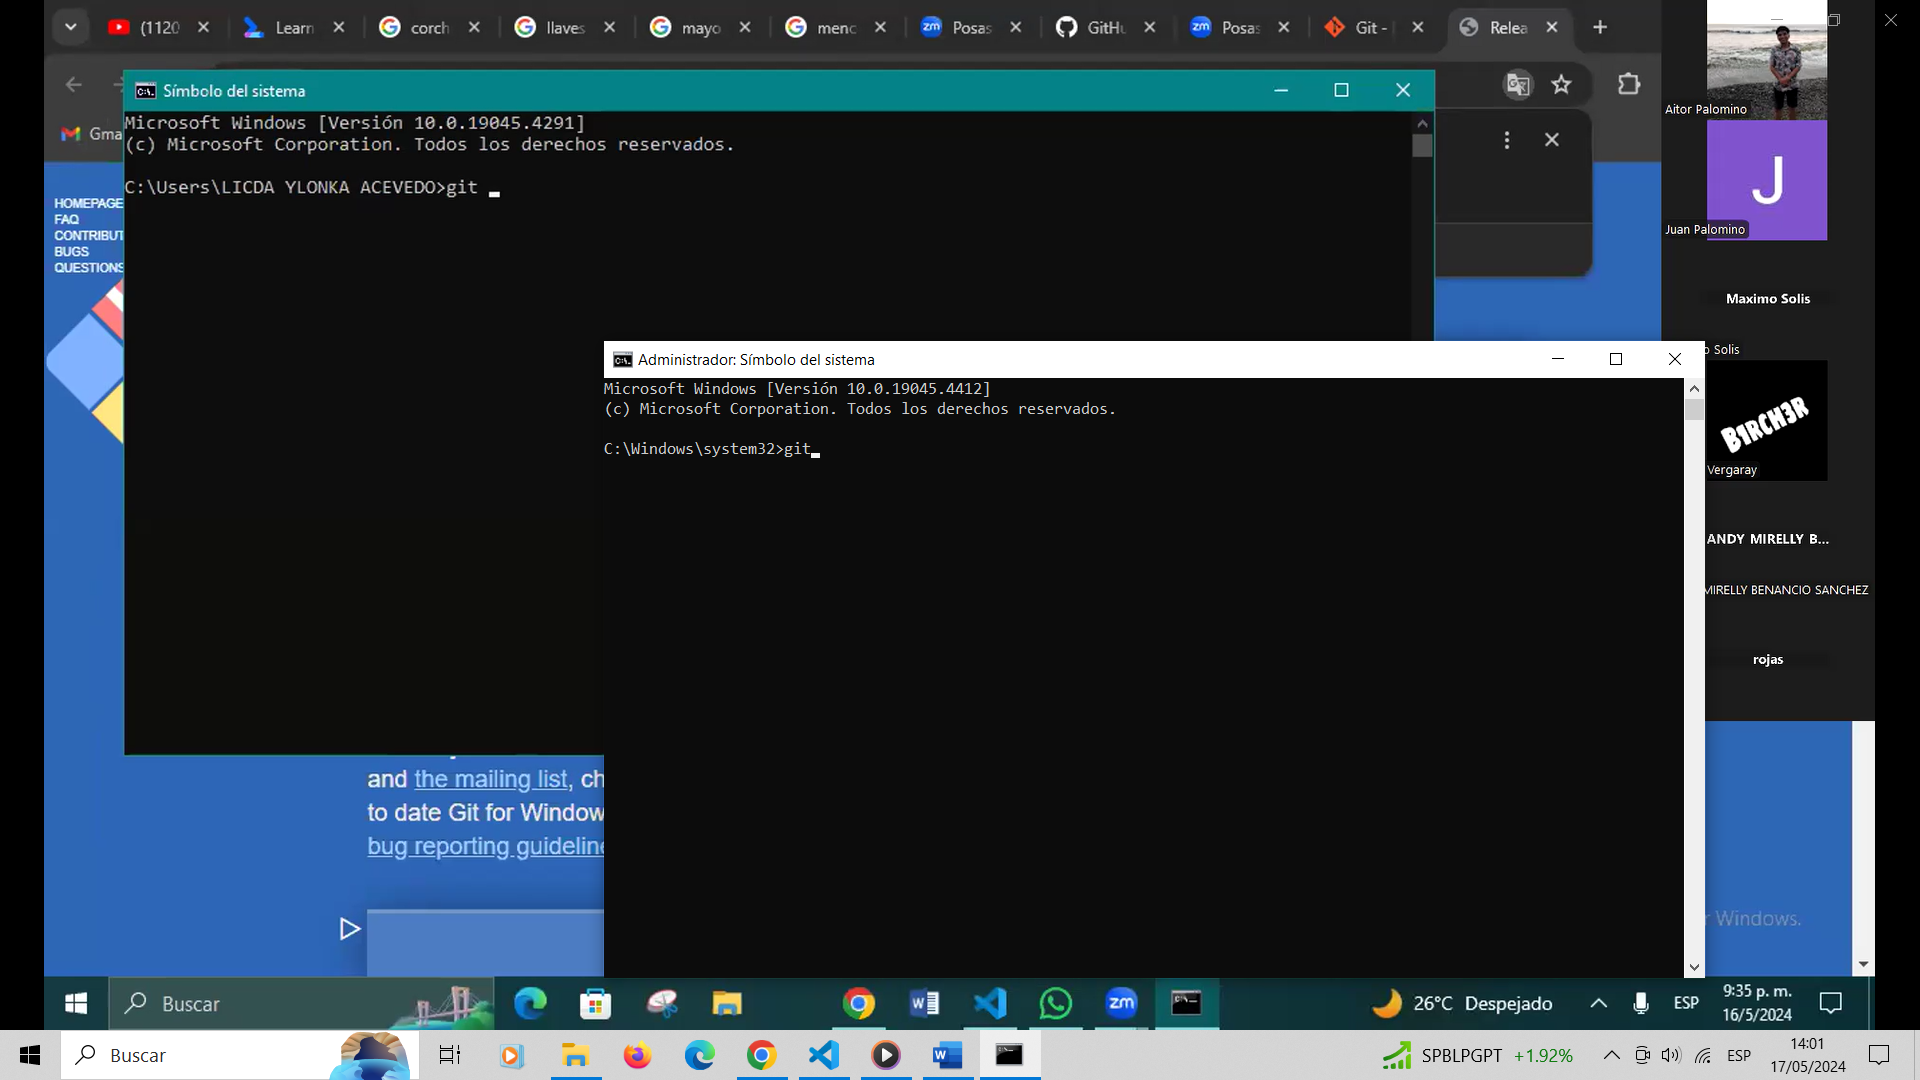 (1120
Learn
corch
llaves
mayo
meno
Posas
GitHu
Posas
Git -
Relea
Gma
Símbolo del sistema
Microsoft Windows [Versión 10.0.19045.4291]
(c) Microsoft Corporation. Todos los derechos reservados.
C:\Users\LICDA YLONKA ACEVEDO>git
HOMEPAGE
FAQ
CONTRIBUT
BUGS
QUESTIONS
Administrador: Símbolo del sistema
Microsoft Windows [Versión 10.0.19045.4412]
(c) Microsoft Corporation. Todos los derechos reservados.
C:\Windows\system32>git
Aitor Palomino
J
Juan Palomino
Maximo Solis
o Solis
B1RCH3R
Vergaray
ANDY MIRELLY B...
MIRELLY BENANCIO SANCHEZ
rojas
and the mailing list, ch
to date Git for Window
bug reporting guideline
r Windows.
Buscar
zm
26°C Despejado
ESP
9:35 p. m.
16/5/2024
Buscar
SPBLPGPT +1.92%
ESP
14:01
17/05/2024